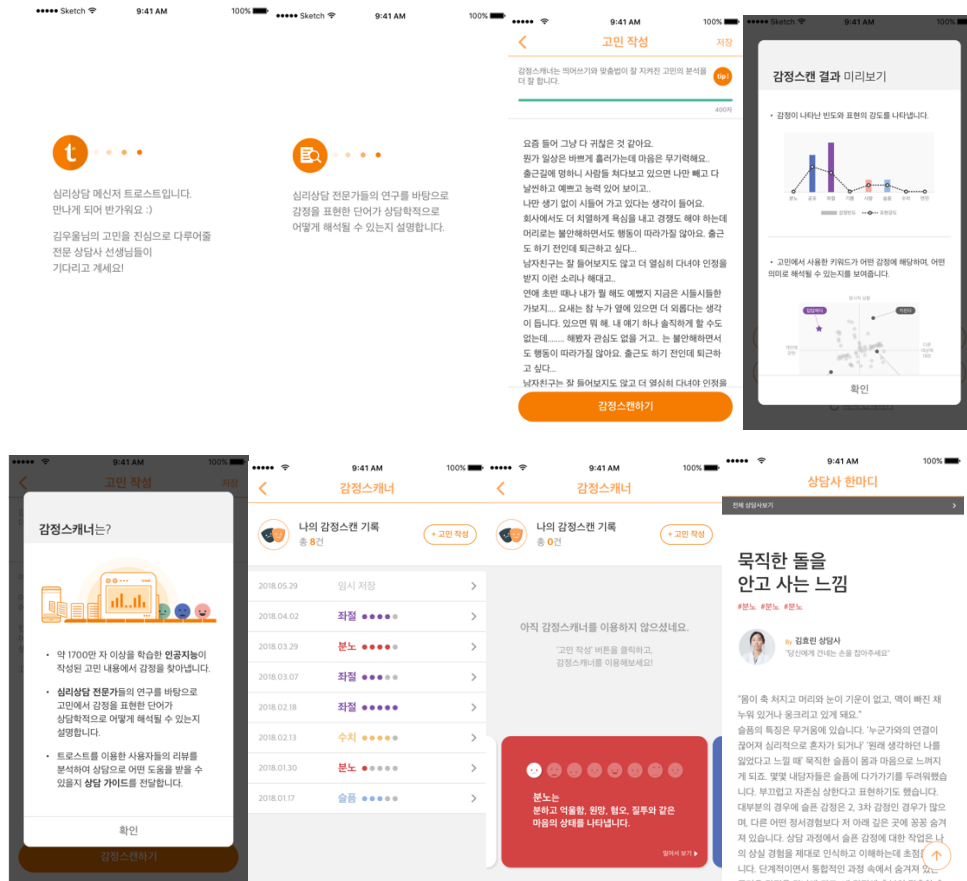 ●●●●● Sketch 9:41 AM 100%
심리상담 메신저 트로스트입니다.
만나게 되어 반가워요 :)
김우울님의 고민을 진심으로 다루어줄
전문 상담사 선생님들이
기다리고 계세요!
●●●●● Sketch 9:41 AM 100%
심리상담 전문가들의 연구를 바탕으로
감정을 표현한 단어가 상담학적으로
어떻게 해석될 수 있는지 설명합니다.
9:41 AM 100%
고민 작성 저장
감정스캐너는 띄어쓰기와 맞춤법이 잘 지켜진 고민의 분석을
더 잘 합니다.
tip!
400자
요즘 들어 그냥 다 귀찮은 것 같아요.
뭔가 일상은 바쁘게 흘러가는데 마음은 무기력해요..
출근길에 멍하니 사람들 쳐다보고 있으면 나만 빼고 다
날씬하고 예쁘고 능력 있어 보이고..
나만 생기 없이 시들어 가고 있다는 생각이 들어요.
회사에서도 더 치열하게 욕심을 내고 경쟁도 해야 하는데
머리로는 불안해하면서도 행동이 따라가질 않아요. 출근
도 하기 전인데 퇴근하고 싶다...
남자친구는 잘 들어보지도 않고 더 열심히 다녀야 인정을
받지 이런 소리나 해대고..
연애 초반 때나 내가 뭘 해도 예뻤지 지금은 시들시들한
가보지.... 요새는 참 누가 옆에 있으면 더 외롭다는 생각
이 듭니다. 있으면 뭐 해. 내 얘기 하나 솔직하게 할 수도
없는데........ 해봤자 관심도 없을 거고.. 는 불안해하면서
도 행동이 따라가질 않아요. 출근도 하기 전인데 퇴근하
고 싶다...
남자친구는 잘 들어보지도 않고 더 열심히 다녀야 인정을
감정스캔하기
Sketch 9:41 AM 100%
감정스캔 결과 미리보기
• 감정이 나타난 빈도와 표현의 강도를 나타냅니다.
분노 공포 좌절 기쁨 사랑 슬픔 수치 연민
감정빈도 표현강도
• 고민에서 사용한 키워드가 어떤 감정에 해당하며, 어떤
의미로 해석될 수 있는지를 보여줍니다.
확인
9:41 AM 100%
고민 작성 저장
감정스캐너는?
• 약 1700만 자 이상을 학습한 인공지능이
작성된 고민 내용에서 감정을 찾아냅니다.
• 심리상담 전문가들의 연구를 바탕으로
고민에서 감정을 표현한 단어가
상담학적으로 어떻게 해석될 수 있는지
설명합니다.
• 트로스트를 이용한 사용자들의 리뷰를
분석하여 상담으로 어떤 도움을 받을 수
있을지 상담 가이드를 전달합니다.
확인
감정스캔하기
9:41 AM 100%
감정스캐너
나의 감정스캔 기록
총 8건
+ 고민 작성
2018.05.29 임시 저장
2018.04.02 좌절
2018.03.29 분노
2018.03.07 좌절
2018.02.18 좌절
2018.02.13 수치
2018.01.30 분노
2018.01.17 슬픔
9:41 AM 100%
감정스캐너
나의 감정스캔 기록
총 0건
+ 고민 작성
아직 감정스캐너를 이용하지 않으셨네요.
'고민 작성' 버튼을 클릭하고,
감정스캐너를 이용해보세요!
분노는
분하고 억울함, 원망, 혐오, 질투와 같은
마음의 상태를 나타냅니다.
밀어서 보기
9:41 AM 100%
상담사 한마디
전체 상담사보기
묵직한 돌을
안고 사는 느낌
#분노 #분노 #분노
By 김효린 상담사
"당신에게 건네는 손을 잡아주세요"
"몸이 축 처지고 머리와 눈이 기운이 없고, 맥이 빠진 채
누워 있거나 웅크리고 있게 돼요."
슬픔의 특징은 무거움에 있습니다. '누군가와의 연결이
끊어져 심리적으로 혼자가 되거나' '원래 생각하던 나를
잃었다고 느낄 때' 묵직한 슬픔이 몸과 마음으로 느껴지
게 되죠. 몇몇 내담자들은 슬픔에 다가가기를 두려워했습
니다. 부끄럽고 자존심 상한다고 표현하기도 했습니다.
대부분의 경우에 슬픈 감정은 2, 3차 감정인 경우가 많으
며, 다른 어떤 정서경험보다 저 아래 깊은 곳에 꽁꽁 숨겨
져 있습니다. 상담 과정에서 슬픈 감정에 대한 작업은 나
의 상실 경험을 제대로 인식하고 이해하는데 초점
니다. 단계적이면서 통합적인 과정 속에서 숨겨져 있는